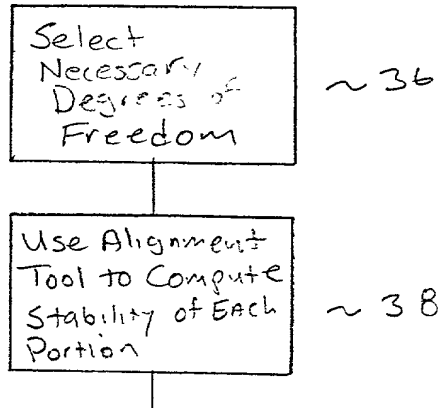 Select
Necessary
Degrees of
Freedom
~36
Use Alignment
Tool to Compute
Stability of Each
Portion
~38